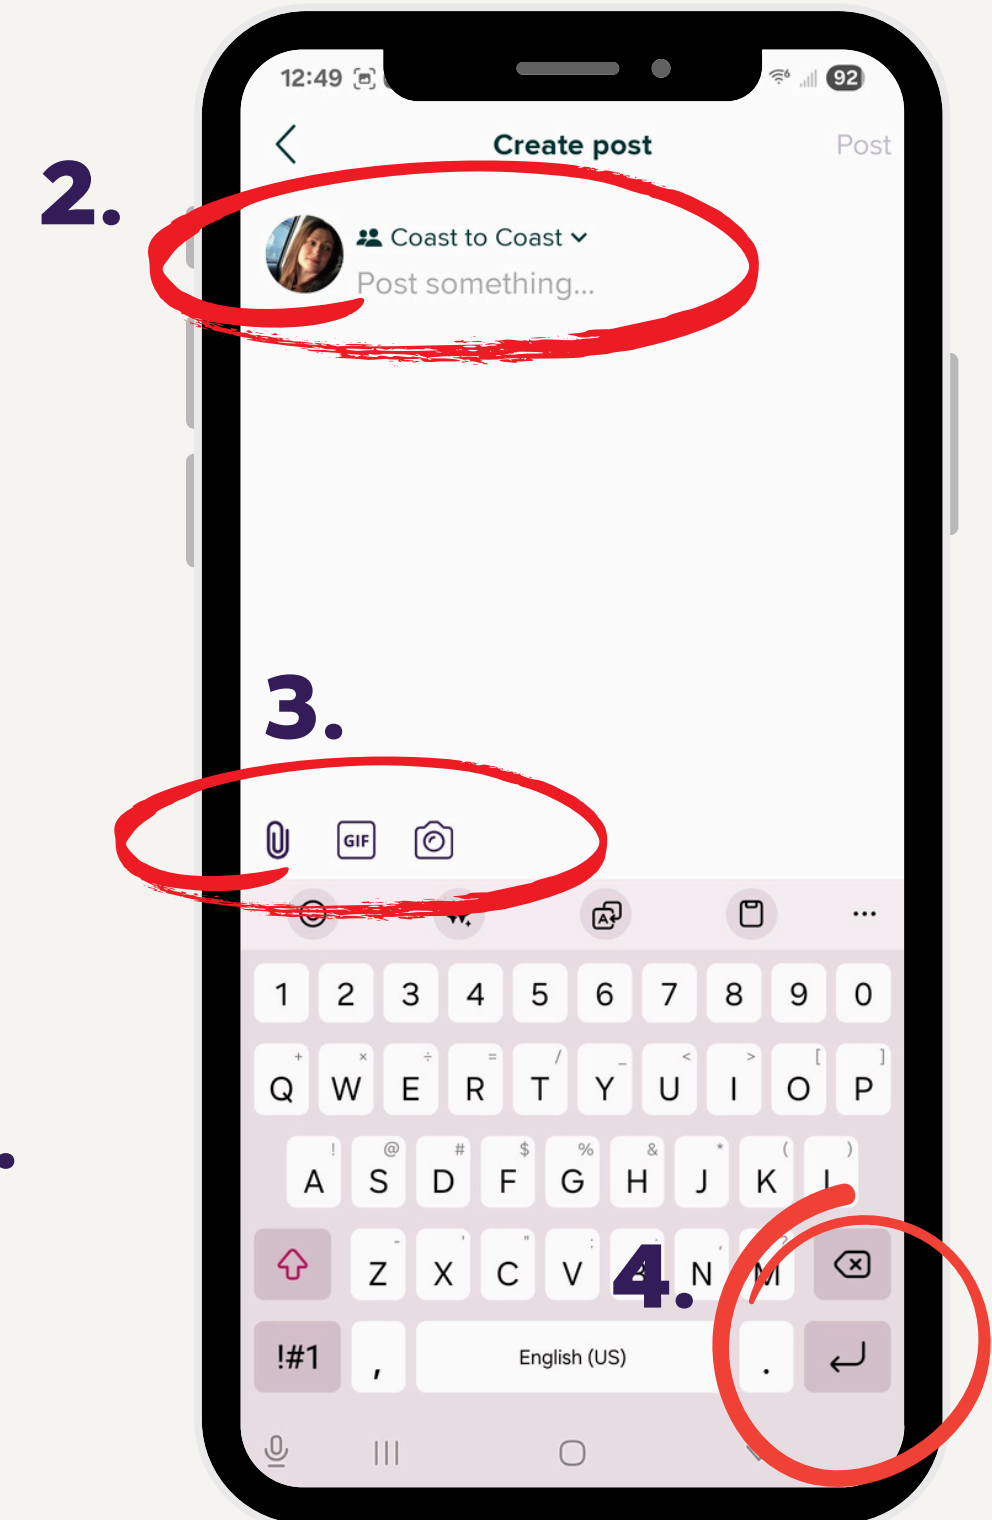 12:49
92
Create post
Post
2.
Coast to Coast
Post something...
3.
GIF
1 2 3 4 5 6 7 8 9 0
+ × ÷ = / _ < > [ ]
Q W E R T Y U I O P
! @ # $ % & * ( )
A S D F G H J K L
- ' " : , ?
Z X C V N M
4.
!#1 , English (US) .